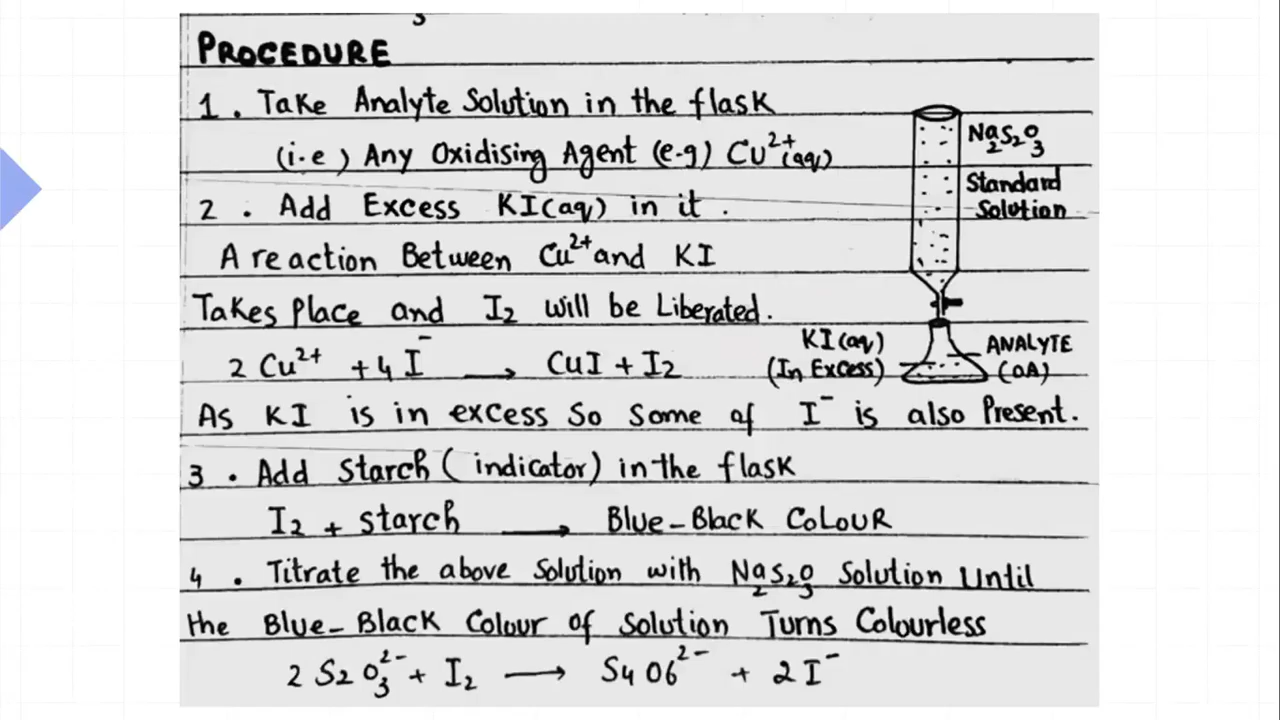 PROCEDURE
1. Take Analyte Solution in the flask
(i.e) Any Oxidising Agent (e.g) Cu²⁺(aq)
2. Add Excess KI(aq) in it.
A reaction Between Cu²⁺ and KI
Takes place and I₂ will be Liberated.
2Cu²⁺ + 4I⁻ → CuI + I₂
As KI is in excess So Some of I⁻ is also Present.
3. Add Starch (indicator) in the flask
I₂ + starch → Blue-Black COLOUR
4. Titrate the above Solution with Na₂S₂O₃ Solution Until
the Blue-Black Colour of Solution Turns Colourless
2S₂O₃²⁻ + I₂ → S₄O₆²⁻ + 2I⁻
Na₂S₂O₃
Standard
Solution
KI(aq)
(In Excess)
ANALYTE
(OA)